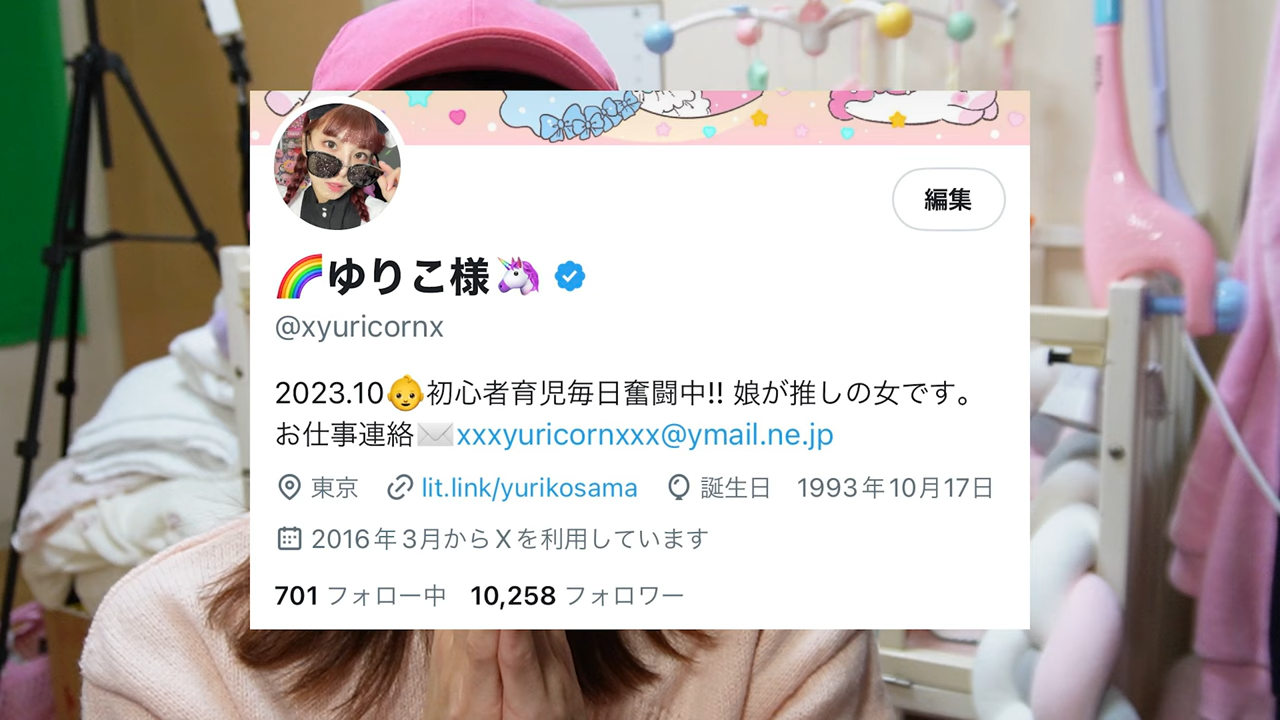 編集
🌈ゆりこ様🦄
@xyuricornx
2023.10👶初心者育児毎日奮闘中!! 娘が推しの女です。
お仕事連絡✉️xxxyuricornxxx@ymail.ne.jp
東京 lit.link/yurikosama 誕生日 1993年10月17日
2016年3月からXを利用しています
701 フォロー中 10,258 フォロワー